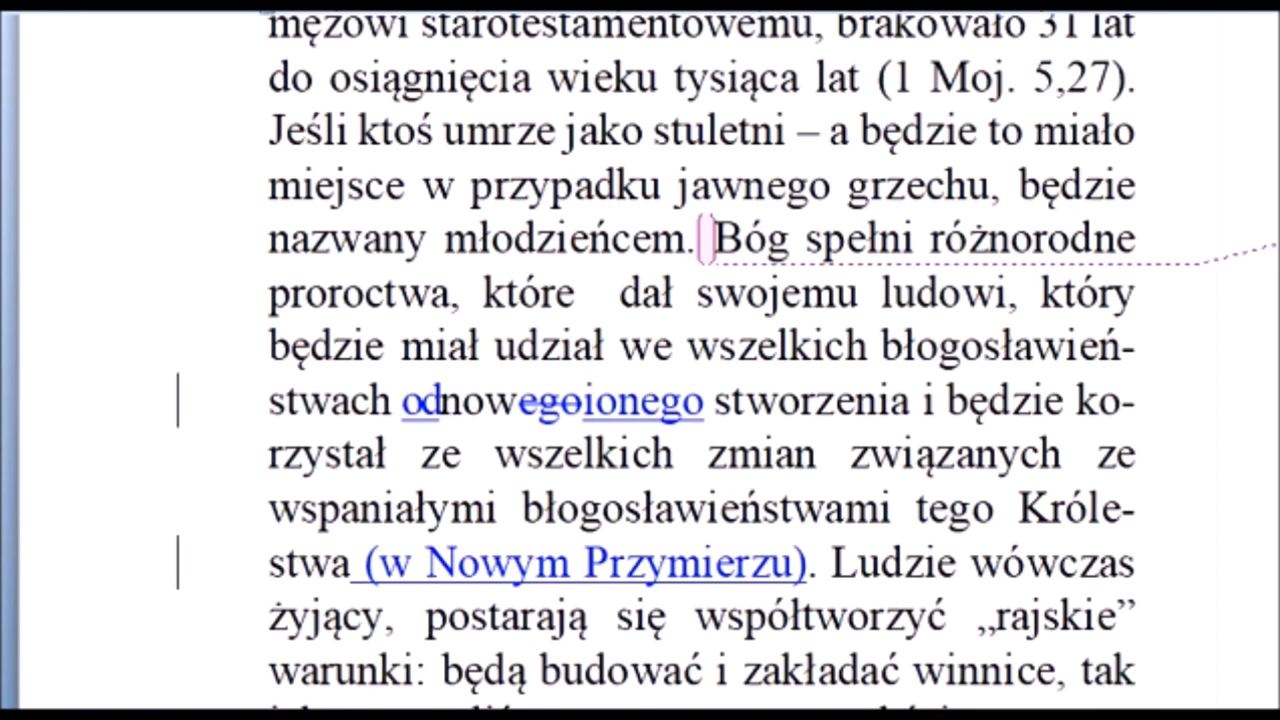 mężowi starotestamentowemu, brakowało 31 lat
do osiągnięcia wieku tysiąca lat (1 Moj. 5,27).
Jeśli ktoś umrze jako stuletni – a będzie to miało
miejsce w przypadku jawnego grzechu, będzie
nazwany młodzieńcem. Bóg spełni różnorodne
proroctwa, które dał swojemu ludowi, który
będzie miał udział we wszelkich błogosławień-
stwach odnowegoionego stworzenia i będzie ko-
rzystał ze wszelkich zmian związanych ze
wspaniałymi błogosławieństwami tego Króle-
stwa (w Nowym Przymierzu). Ludzie wówczas
żyjący, postarają się współtworzyć „rajskie”
warunki: będą budować i zakładać winnice, tak